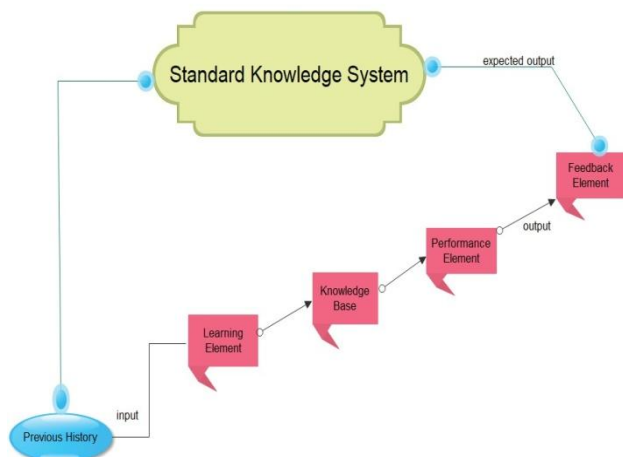 Standard Knowledge System
expected output
Feedback
Element
output
Performance
Element
Knowledge
Base
Learning
Element
input
Previous History